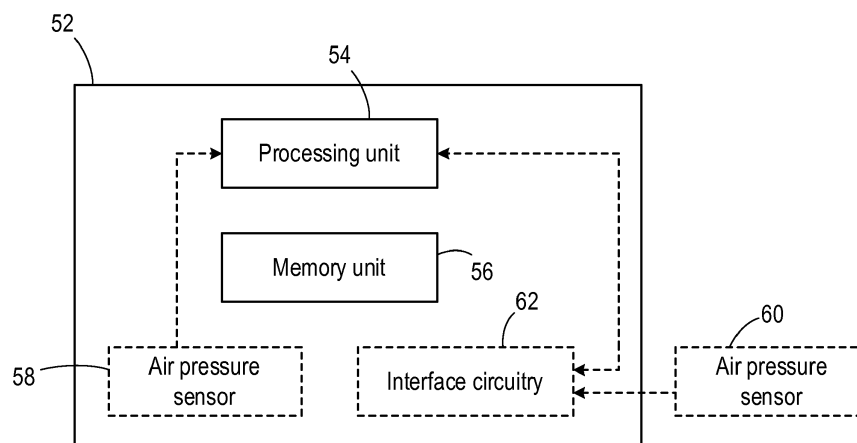 52
54
Processing unit
Memory unit
56
62
60
58
Air pressure
sensor
Interface circuitry
Air pressure
sensor